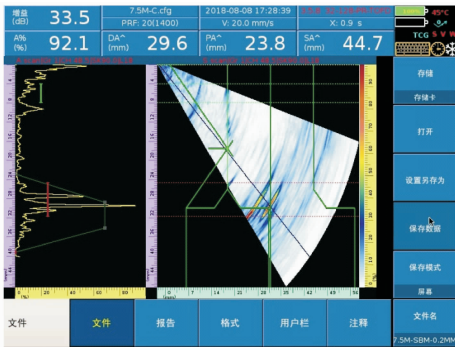 增益
(dB)
33.5
7.5M-C.cfg
2018-08-08 17:28:39
PRF: 20(1400)
V: 20.0 mm/s
X: 0.9 s
100%
45°C
A%
(%)
92.1
DA^
(mm)
29.6
PA^
(mm)
23.8
SA^
(mm)
44.7
TCG S V W
存储
存储卡
打开
设置另存为
保存数据
保存模式
屏幕
文件名
7.5M-SBM-0.2MM
文件
文件
报告
格式
用户栏
注释